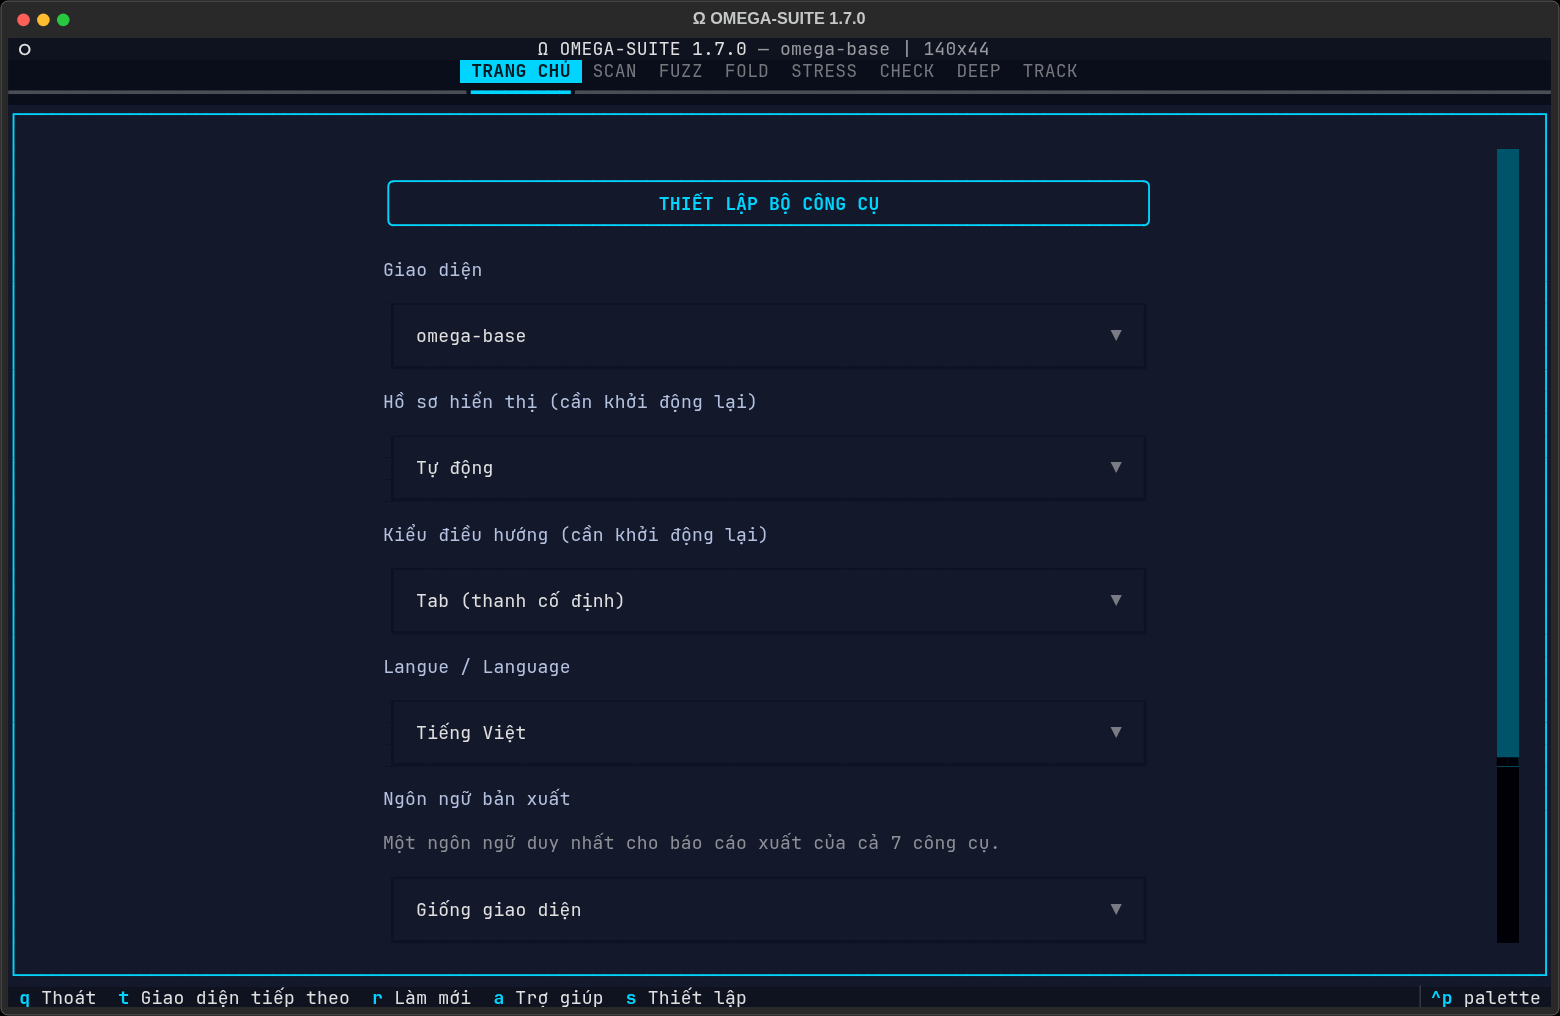 Ω OMEGA-SUITE 1.7.0
Ω OMEGA-SUITE 1.7.0 — omega-base | 140x44
TRANG CHỦ SCAN FUZZ FOLD STRESS CHECK DEEP TRACK
THIẾT LẬP BỘ CÔNG CỤ
Giao diện
omega-base ▼
Hồ sơ hiển thị (cần khởi động lại)
Tự động ▼
Kiểu điều hướng (cần khởi động lại)
Tab (thanh cố định) ▼
Langue / Language
Tiếng Việt ▼
Ngôn ngữ bản xuất
Một ngôn ngữ duy nhất cho báo cáo xuất của cả 7 công cụ.
Giống giao diện ▼
q Thoát t Giao diện tiếp theo r Làm mới a Trợ giúp s Thiết lập ^p palette